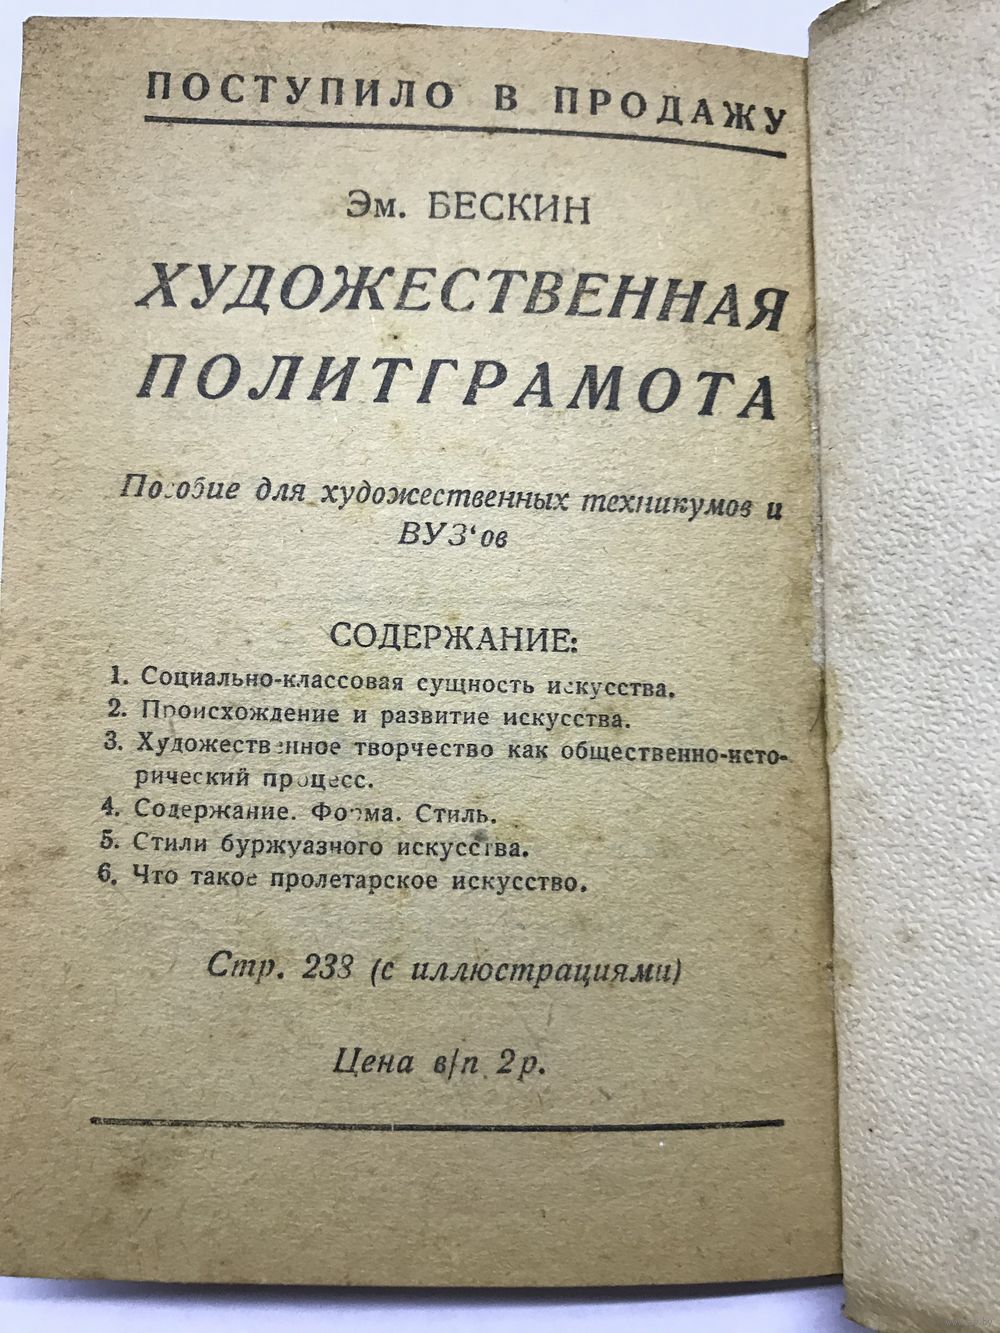 ПОСТУПИЛО В ПРОДАЖУ
Эм. БЕСКИН
ХУДОЖЕСТВЕННАЯ
ПОЛИТГРАМОТА
Пособие для художественных техникумов и
ВУЗ‘ов
СОДЕРЖАНИЕ:
1. Социально-классовая сущность искусства.
2. Происхождение и развитие искусства.
3. Художественное творчество как общественно-исто-
рический процесс.
4. Содержание. Форма. Стиль.
5. Стили буржуазного искусства.
6. Что такое пролетарское искусство.
Стр. 238 (с иллюстрациями)
Цена в/п 2р.